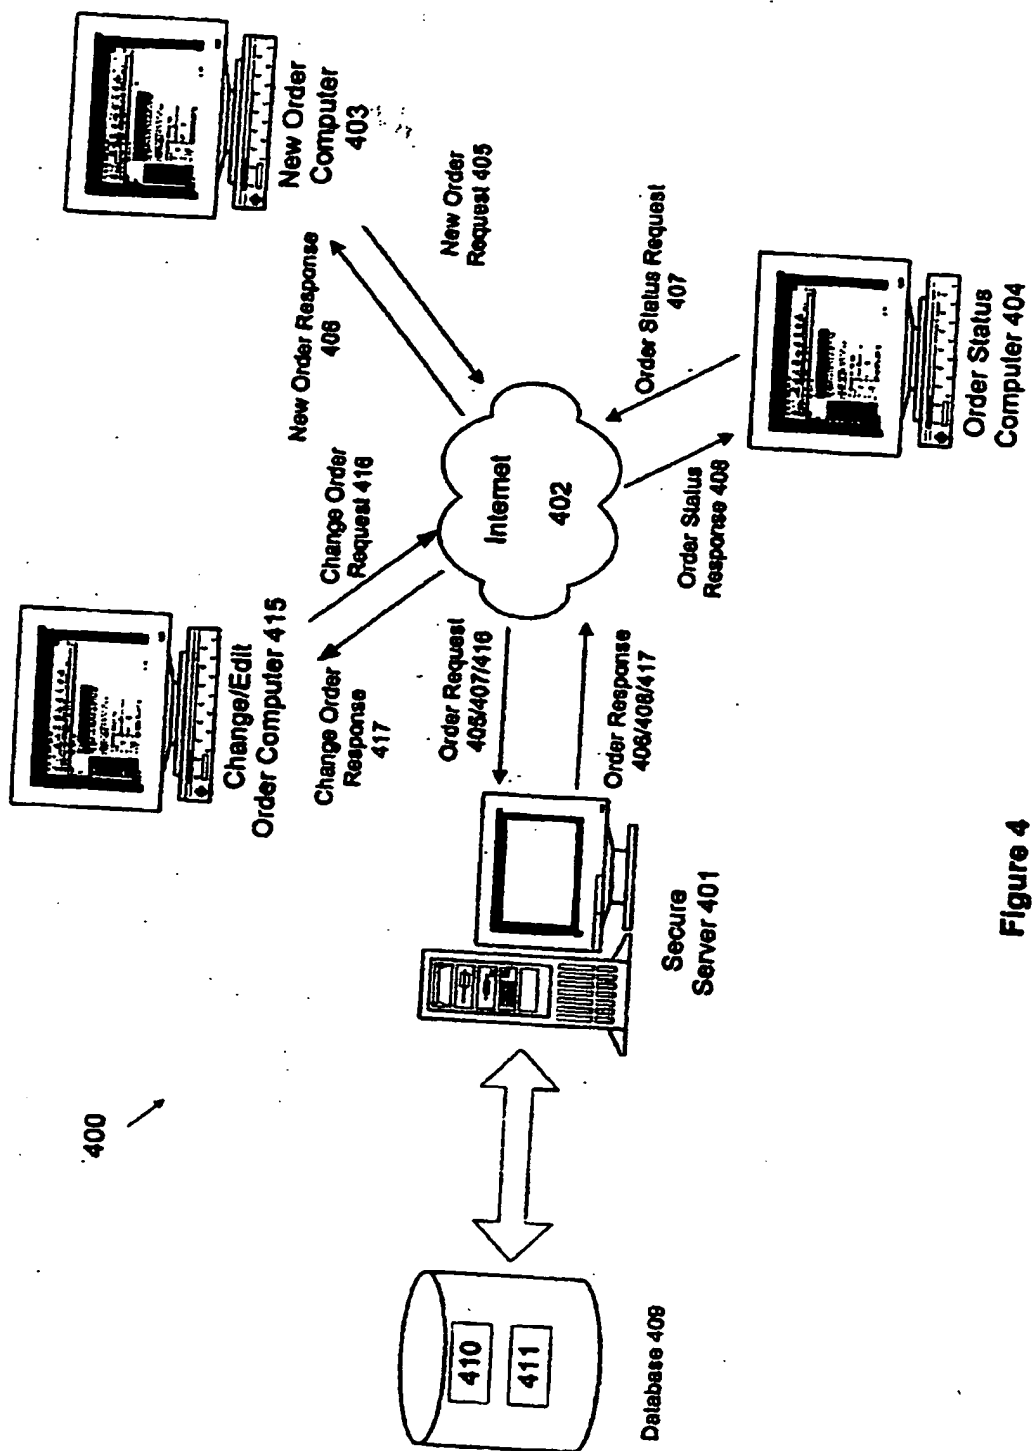 400
Change/Edit
Order Computer 415
New Order
Computer
403
Change Order
Request 416
Change Order
Response
417
New Order Response
406
New Order
Request 405
Internet
402
Order Request
405/407/416
Order Response
406/408/417
Order Status Request
407
Order Status
Response 408
Order Status
Computer 404
Secure
Server 401
410
411
Database 409
Figure 4